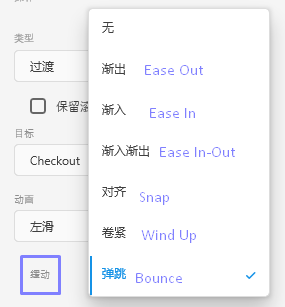 类型
过渡
保留滚
目标
Checkout
动画
左滑
缓动
无
渐出 Ease Out
渐入 Ease In
渐入渐出 Ease In-Out
对齐 Snap
卷紧 Wind Up
弹跳 Bounce